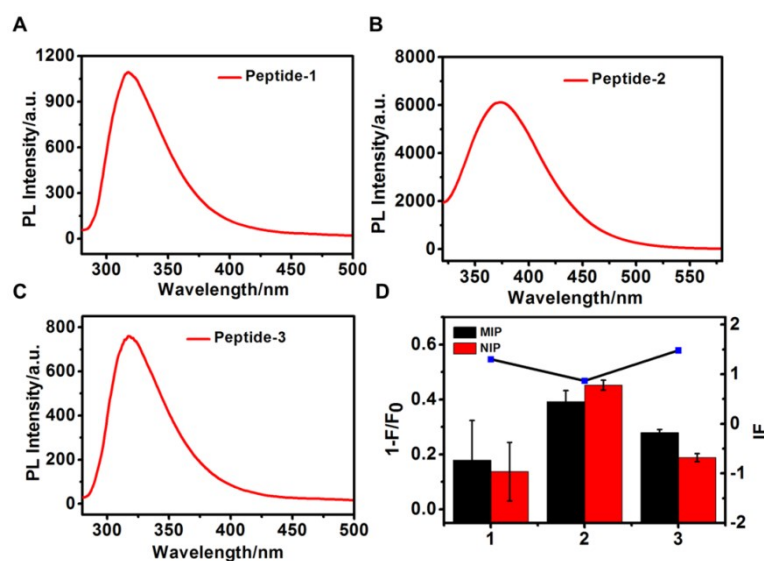 A
1200
900
600
300
0
PL Intensity/a.u.
Peptide-1
300 350 400 450 500
Wavelength/nm
B
8000
6000
4000
2000
0
PL Intensity/a.u.
Peptide-2
350 400 450 500 550
Wavelength/nm
C
800
600
400
200
0
PL Intensity/a.u.
Peptide-3
300 350 400 450 500
Wavelength/nm
D
0.6
0.4
0.2
0.0
1-F/F0
MIP
NIP
2
1
0
-1
-2
IF
1 2 3